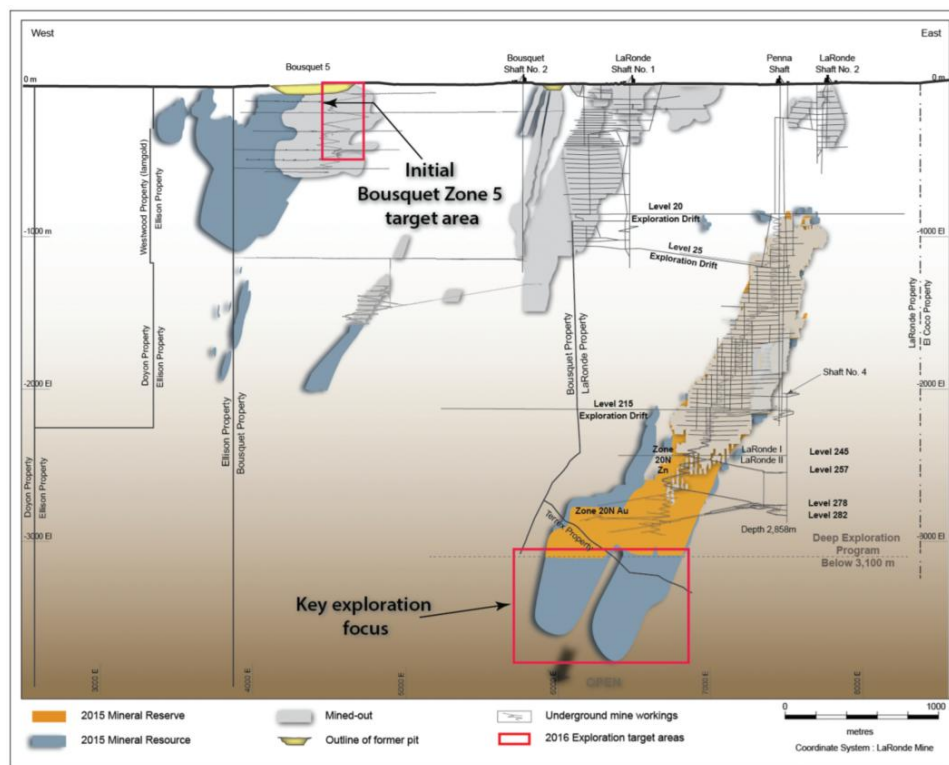 West
East
Bousquet 5
Bousquet
Shaft No. 2
LaRonde
Shaft No. 1
Penna
Shaft
LaRonde
Shaft No. 2
0 m
0 m
Initial
Bousquet Zone 5
target area
Westwood Property (Iamgold)
Ellison Property
Level 20
Exploration Drift
Level 25
Exploration Drift
-1000 m
-1000 El
Bousquet Property
LaRonde Property
LaRonde Property
El Coco Property
Doyon Property
Ellison Property
Shaft No. 4
-2000 El
-2000 El
Level 215
Exploration Drift
Ellison Property
Bousquet Property
Zone
20N
Zn
LaRonde I
LaRonde II
Level 245
Level 257
Level 278
Level 282
Zone 20N Au
Depth 2,858m
Terrex Property
Doyon Property
Ellison Property
-3000 El
-3000 El
Deep Exploration
Program
Below 3,100 m
Key exploration
focus
OPEN
3000 E
4000 E
5000 E
6000 E
7000 E
8000 E
2015 Mineral Reserve
Mined-out
Underground mine workings
0
1000
2015 Mineral Resource
Outline of former pit
2016 Exploration target areas
metres
Coordinate System : LaRonde Mine